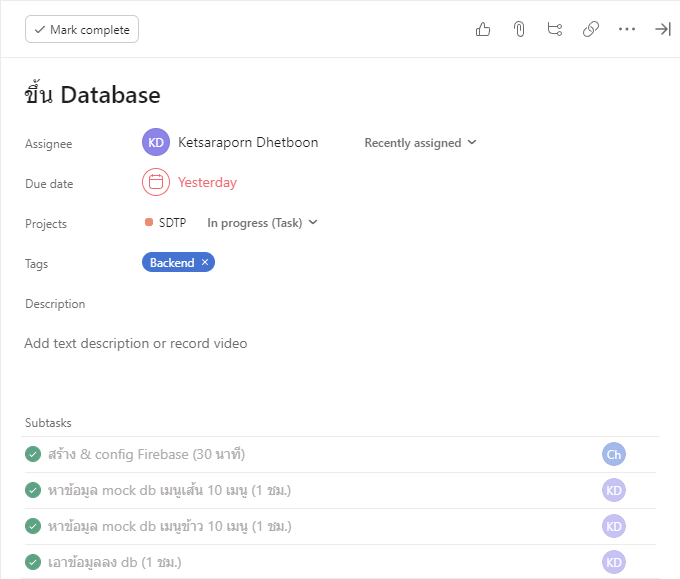 Mark complete
ขึ้น Database
Assignee
KD Ketsaraporn Dhetboon Recently assigned
Due date
Yesterday
Projects
SDTP In progress (Task)
Tags
Backend ×
Description
Add text description or record video
Subtasks
สร้าง & config Firebase (30 นาที) Ch
หาข้อมูล mock db เมนูเส้น 10 เมนู (1 ชม.) KD
หาข้อมูล mock db เมนูข้าว 10 เมนู (1 ชม.) KD
เอาข้อมูลลง db (1 ชม.) KD